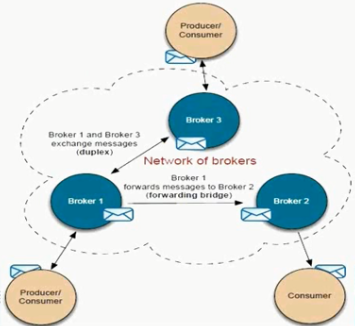 Producer/
Consumer
Broker 3
Broker 1 and Broker 3
exchange messages
(duplex)
Network of brokers
Broker 1
forwards messages to Broker 2
(forwarding bridge)
Broker 1
Broker 2
Producer/
Consumer
Consumer